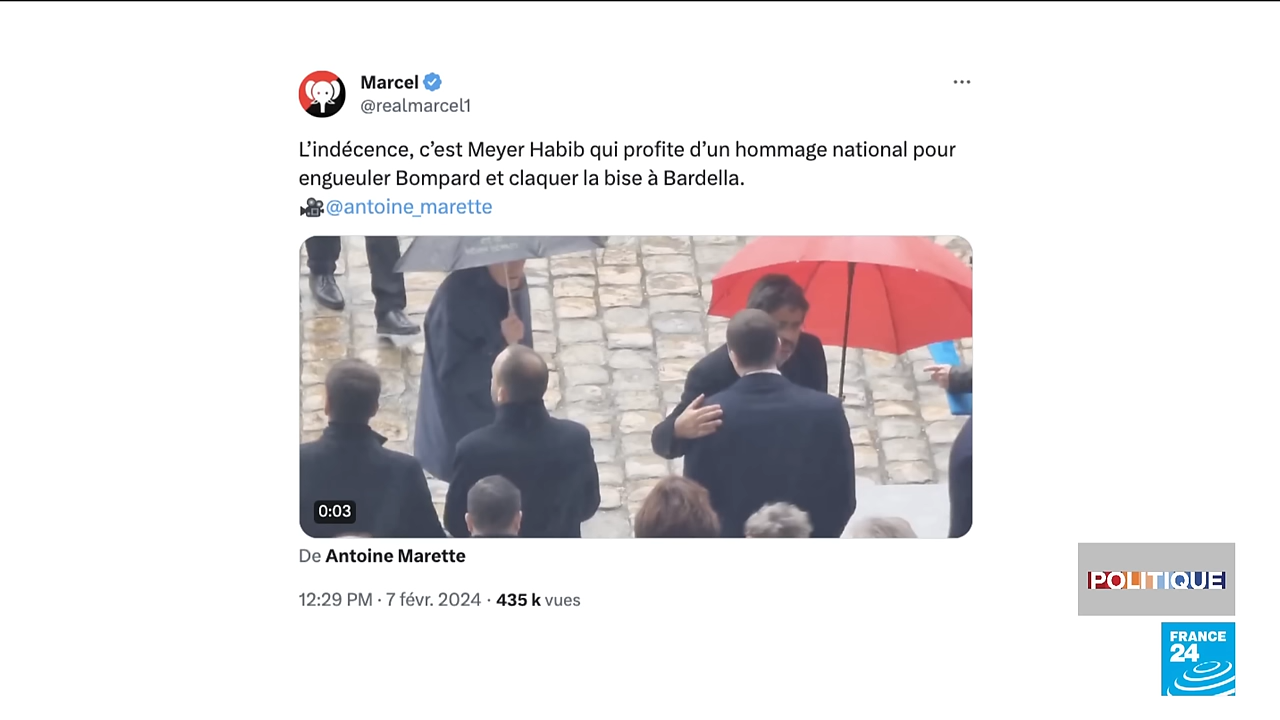 Marcel
@realmarcel1
L’indécence, c’est Meyer Habib qui profite d’un hommage national pour
engueuler Bompard et claquer la bise à Bardella.
@antoine_marette
0:03
De Antoine Marette
12:29 PM · 7 févr. 2024 · 435 k vues
POLITIQUE
FRANCE
24